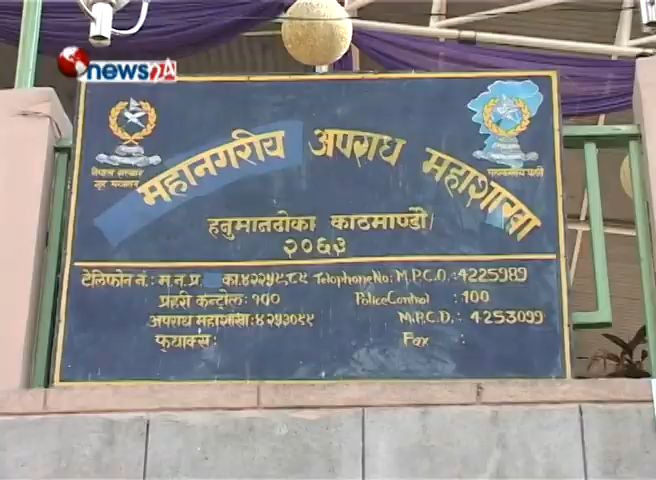 news24
नेपाल सरकार
गृह मन्त्रालय
महानगरीय अपराध महाशाखा
हनुमानढोका काठमाण्डौ
२०६३
टेलिफोन नं.: म.न.प्र. का.४२२५९८९ Telephone No: M.P.C.O.:4225989
प्रहरी कन्ट्रोल: १०० Police Control : 100
अपराध महाशाखा: ४२५३०९९ M.P.C.D.: 4253099
फ्याक्स: Fax :